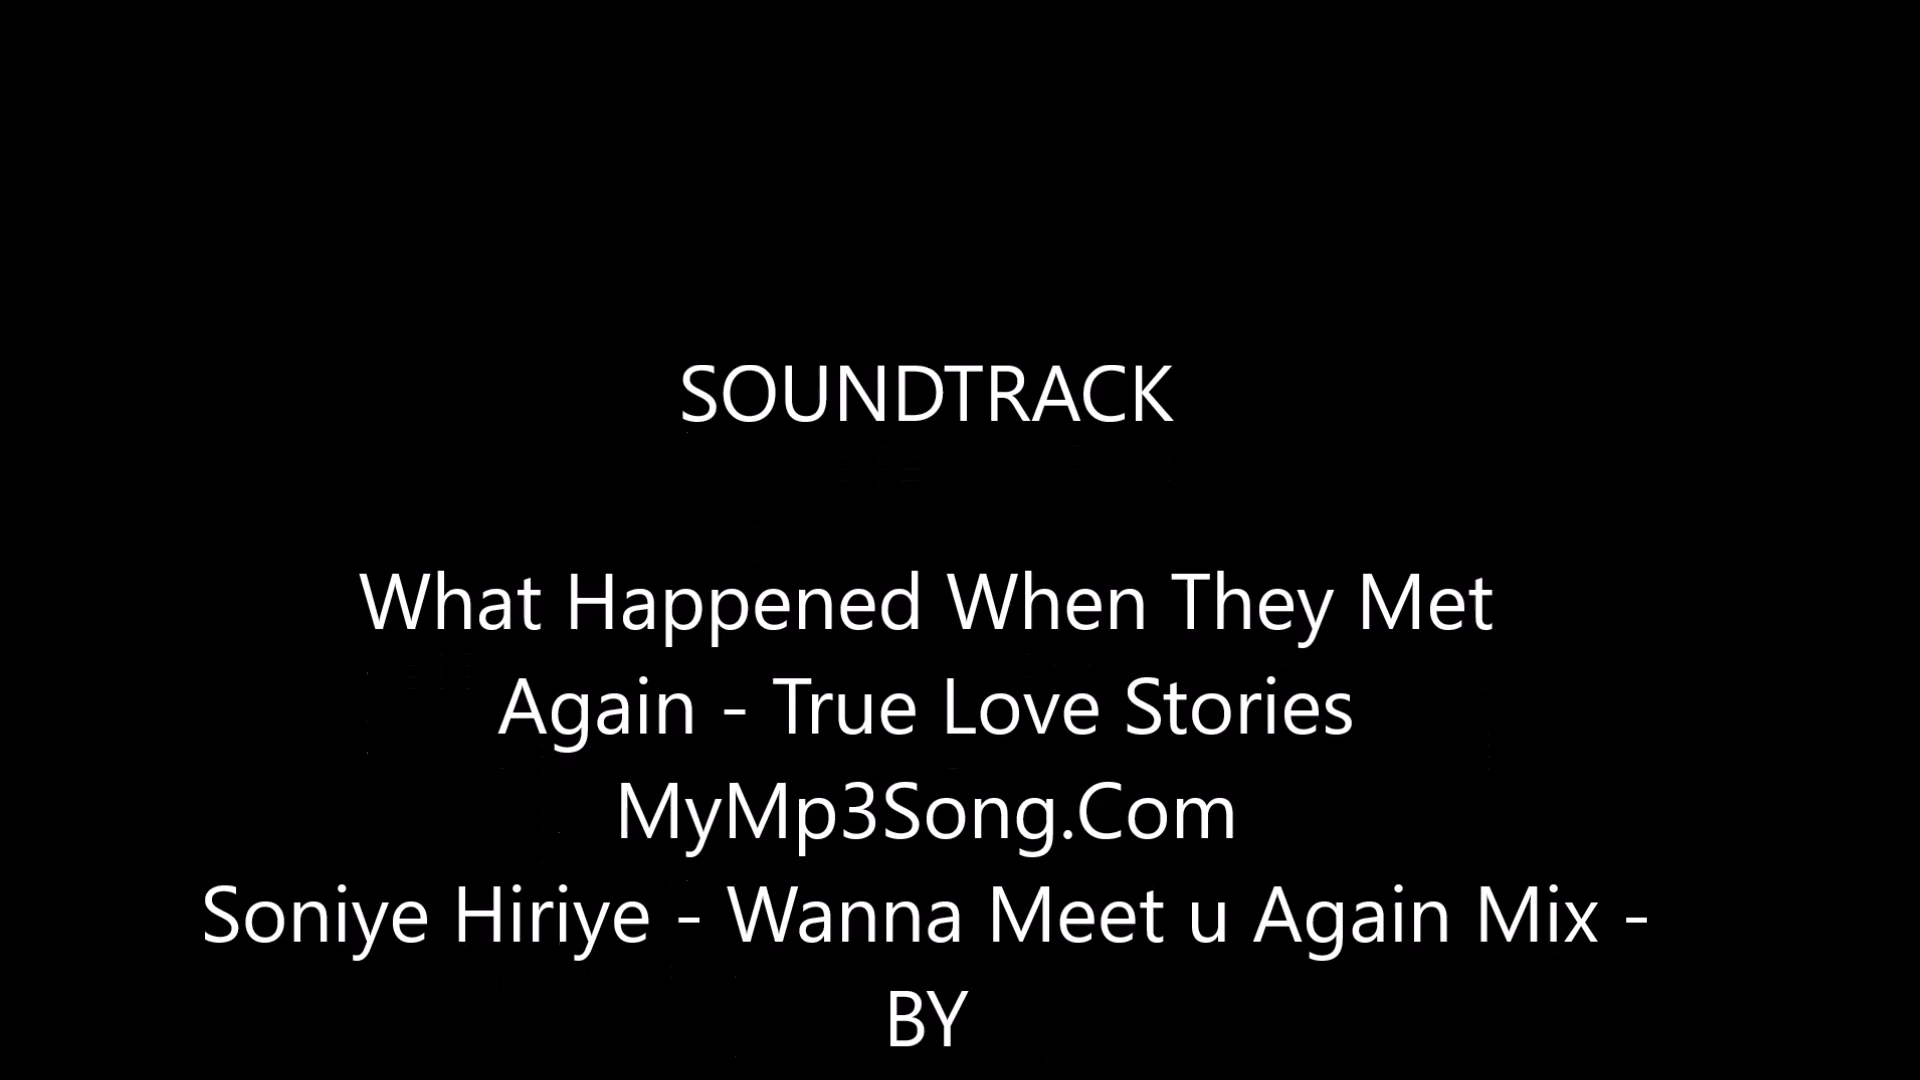 SOUNDTRACK
What Happened When They Met
Again - True Love Stories
MyMp3Song.Com
Soniye Hiriye - Wanna Meet u Again Mix -
BY